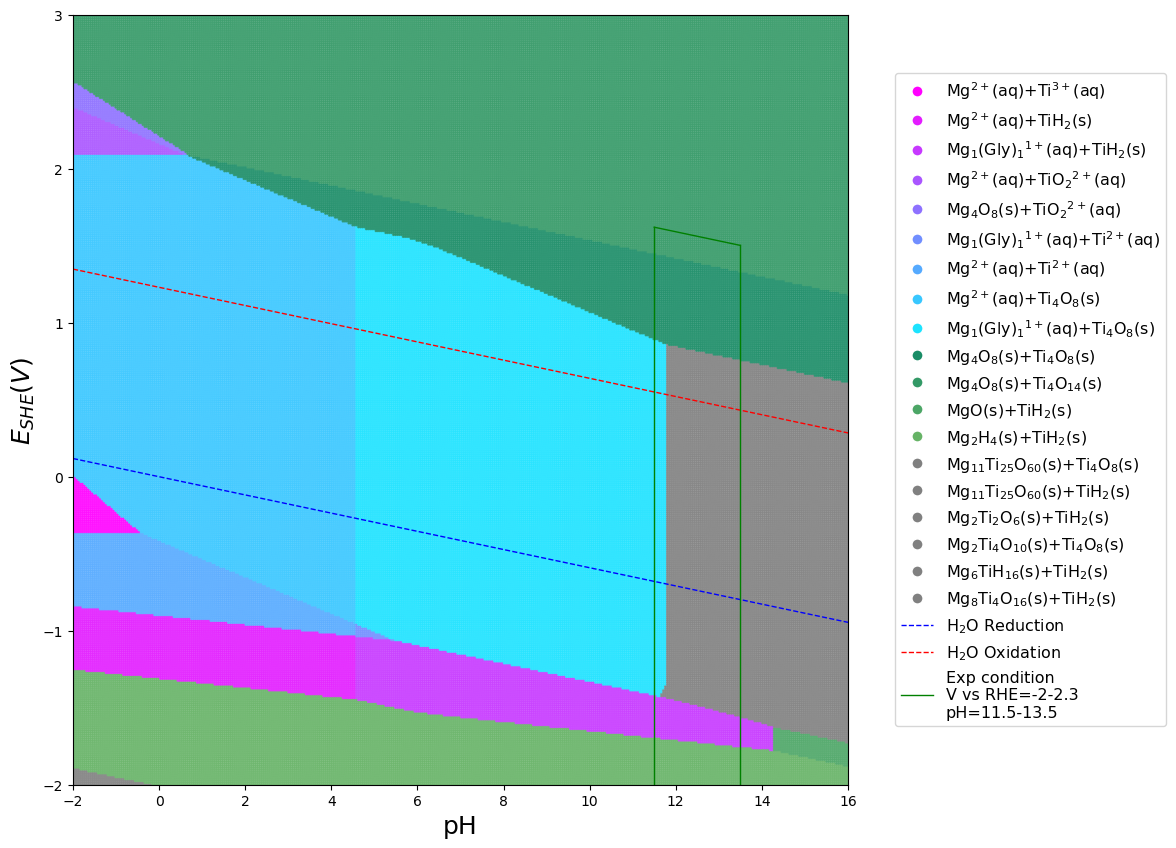 3
2
1
0
−1
−2
−2
0
2
4
6
8
10
12
14
16
E_SHE(V)
pH
Mg²⁺(aq)+Ti³⁺(aq)
Mg²⁺(aq)+TiH₂(s)
Mg₁(Gly)₁¹⁺(aq)+TiH₂(s)
Mg²⁺(aq)+TiO₂²⁺(aq)
Mg₄O₈(s)+TiO₂²⁺(aq)
Mg₁(Gly)₁¹⁺(aq)+Ti²⁺(aq)
Mg²⁺(aq)+Ti²⁺(aq)
Mg²⁺(aq)+Ti₄O₈(s)
Mg₁(Gly)₁¹⁺(aq)+Ti₄O₈(s)
Mg₄O₈(s)+Ti₄O₈(s)
Mg₄O₈(s)+Ti₄O₁₄(s)
MgO(s)+TiH₂(s)
Mg₂H₄(s)+TiH₂(s)
Mg₁₁Ti₂₅O₆₀(s)+Ti₄O₈(s)
Mg₁₁Ti₂₅O₆₀(s)+TiH₂(s)
Mg₂Ti₂O₆(s)+TiH₂(s)
Mg₂Ti₄O₁₀(s)+Ti₄O₈(s)
Mg₆TiH₁₆(s)+TiH₂(s)
Mg₈Ti₄O₁₆(s)+TiH₂(s)
H₂O Reduction
H₂O Oxidation
Exp condition
V vs RHE=-2-2.3
pH=11.5-13.5